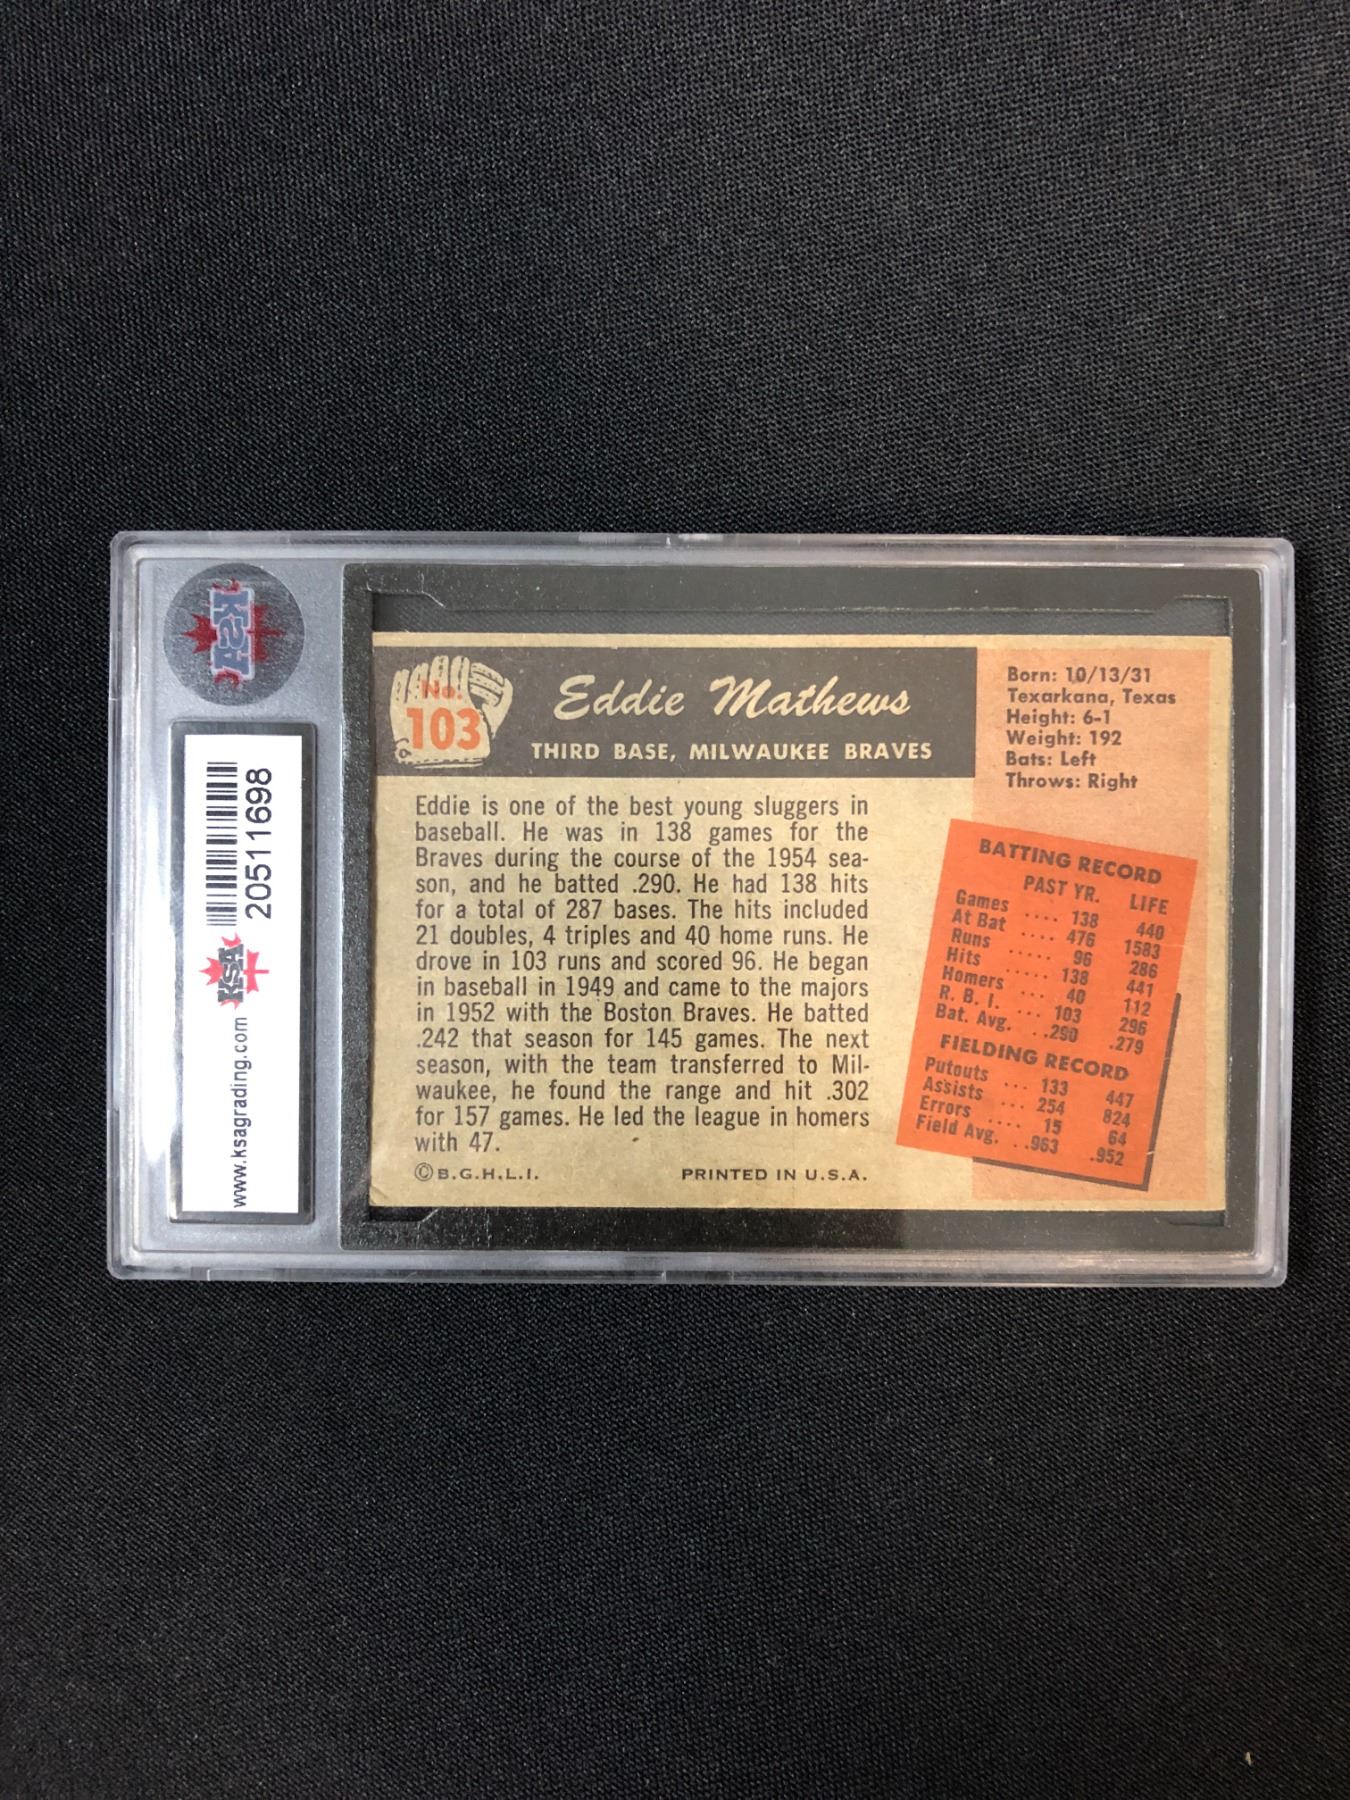 KSA
www.ksagrading.com KSA 20511698
No.
103
Eddie Mathews
THIRD BASE, MILWAUKEE BRAVES
Born: 10/13/31
Texarkana, Texas
Height: 6-1
Weight: 192
Bats: Left
Throws: Right
Eddie is one of the best young sluggers in
baseball. He was in 138 games for the
Braves during the course of the 1954 sea-
son, and he batted .290. He had 138 hits
for a total of 287 bases. The hits included
21 doubles, 4 triples and 40 home runs. He
drove in 103 runs and scored 96. He began
in baseball in 1949 and came to the majors
in 1952 with the Boston Braves. He batted
.242 that season for 145 games. The next
season, with the team transferred to Mil-
waukee, he found the range and hit .302
for 157 games. He led the league in homers
with 47.
©B.G.H.L.I. PRINTED IN U.S.A.
BATTING RECORD
PAST YR. LIFE
Games .... 138 440
At Bat .... 476 1583
Runs ..... 96 286
Hits ..... 138 441
Homers ... 40 112
R. B. I. ... 103 296
Bat. Avg. . .290 .279
FIELDING RECORD
Putouts ... 133 447
Assists ... 254 824
Errors .... 15 64
Field Avg. . .963 .952